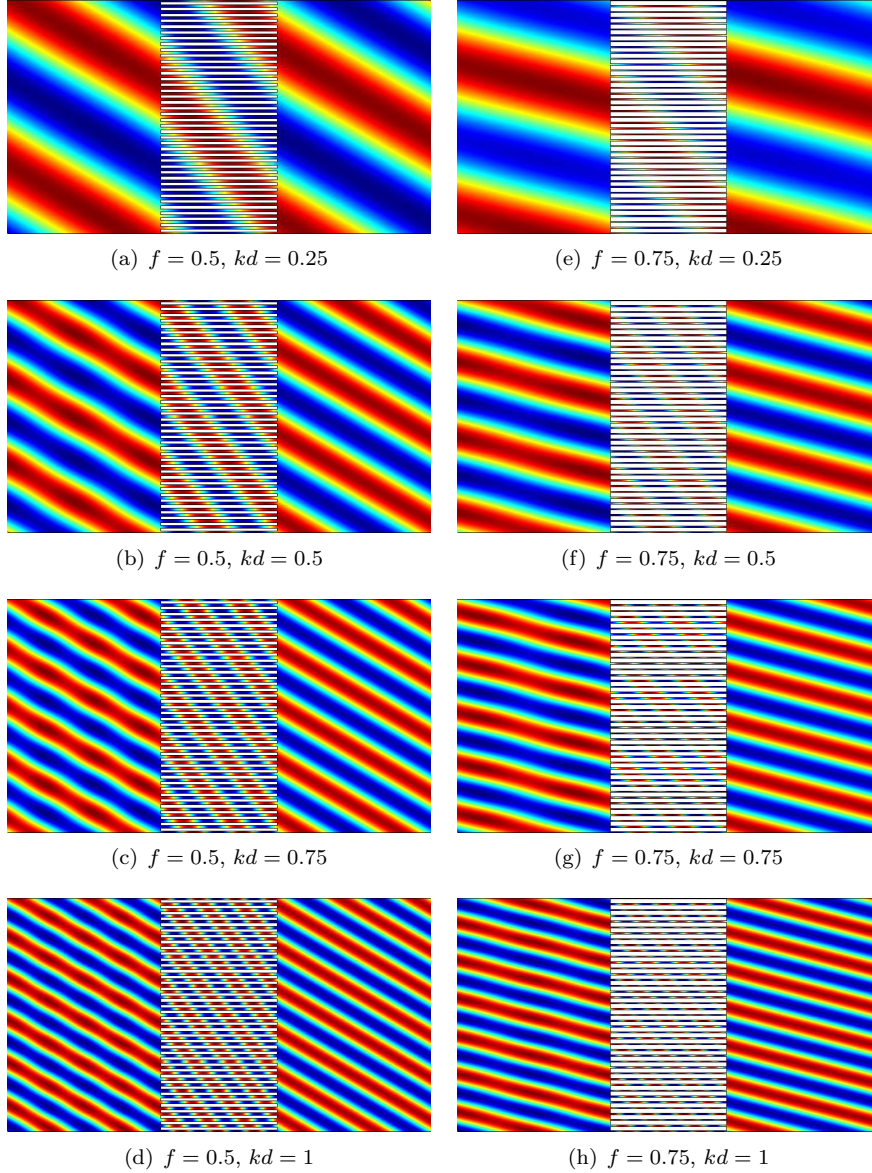 (a) f = 0.5, kd = 0.25
(e) f = 0.75, kd = 0.25
(b) f = 0.5, kd = 0.5
(f) f = 0.75, kd = 0.5
(c) f = 0.5, kd = 0.75
(g) f = 0.75, kd = 0.75
(d) f = 0.5, kd = 1
(h) f = 0.75, kd = 1